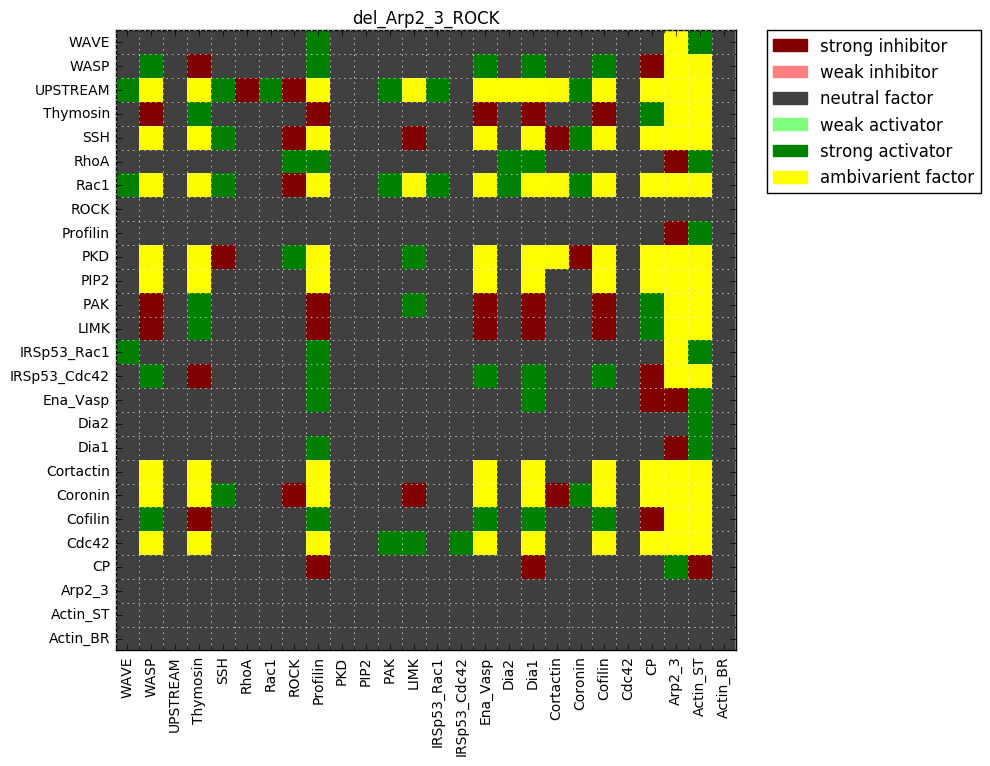 del_Arp2_3_ROCK
strong inhibitor
weak inhibitor
neutral factor
weak activator
strong activator
ambivarient factor
WAVE
WASP
UPSTREAM
Thymosin
SSH
RhoA
Rac1
ROCK
Profilin
PKD
PIP2
PAK
LIMK
IRSp53_Rac1
IRSp53_Cdc42
Ena_Vasp
Dia2
Dia1
Cortactin
Coronin
Cofilin
Cdc42
CP
Arp2_3
Actin_ST
Actin_BR
WAVE
WASP
UPSTREAM
Thymosin
SSH
RhoA
Rac1
ROCK
Profilin
PKD
PIP2
PAK
LIMK
IRSp53_Rac1
IRSp53_Cdc42
Ena_Vasp
Dia2
Dia1
Cortactin
Coronin
Cofilin
Cdc42
CP
Arp2_3
Actin_ST
Actin_BR